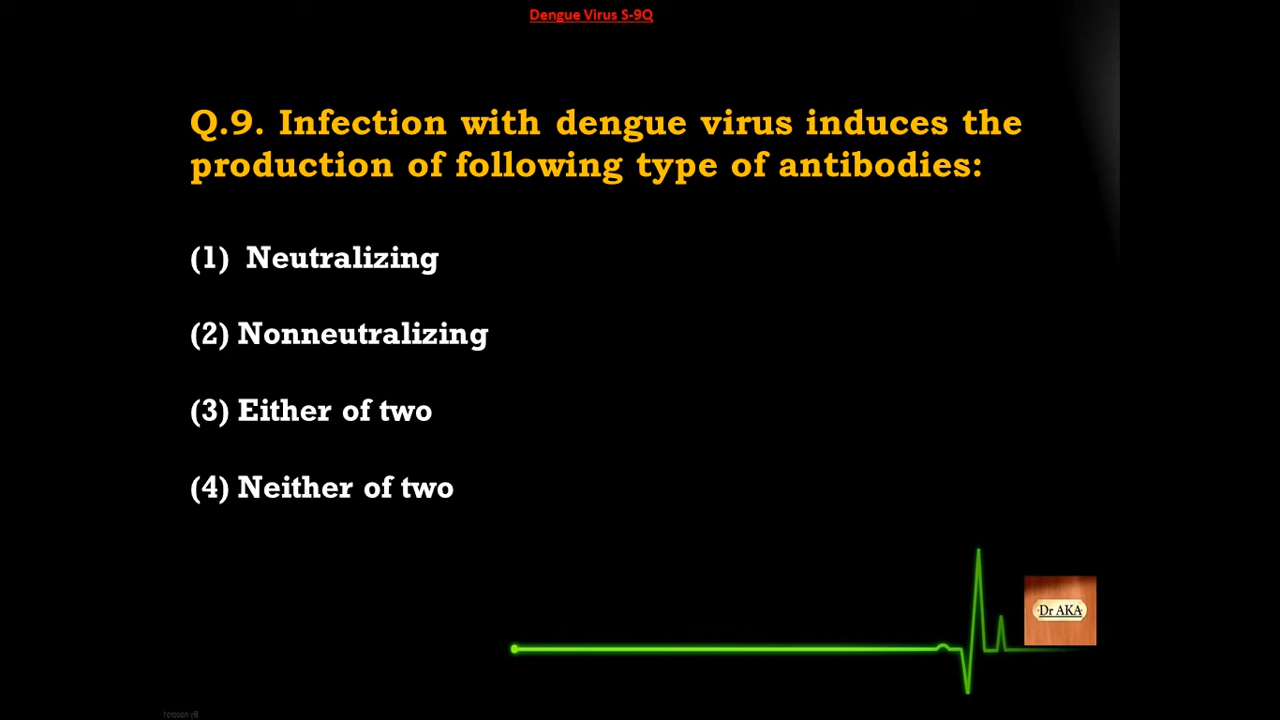 Dengue Virus S-9Q
Q.9. Infection with dengue virus induces the
production of following type of antibodies:
(1) Neutralizing
(2) Nonneutralizing
(3) Either of two
(4) Neither of two
Dr AKA